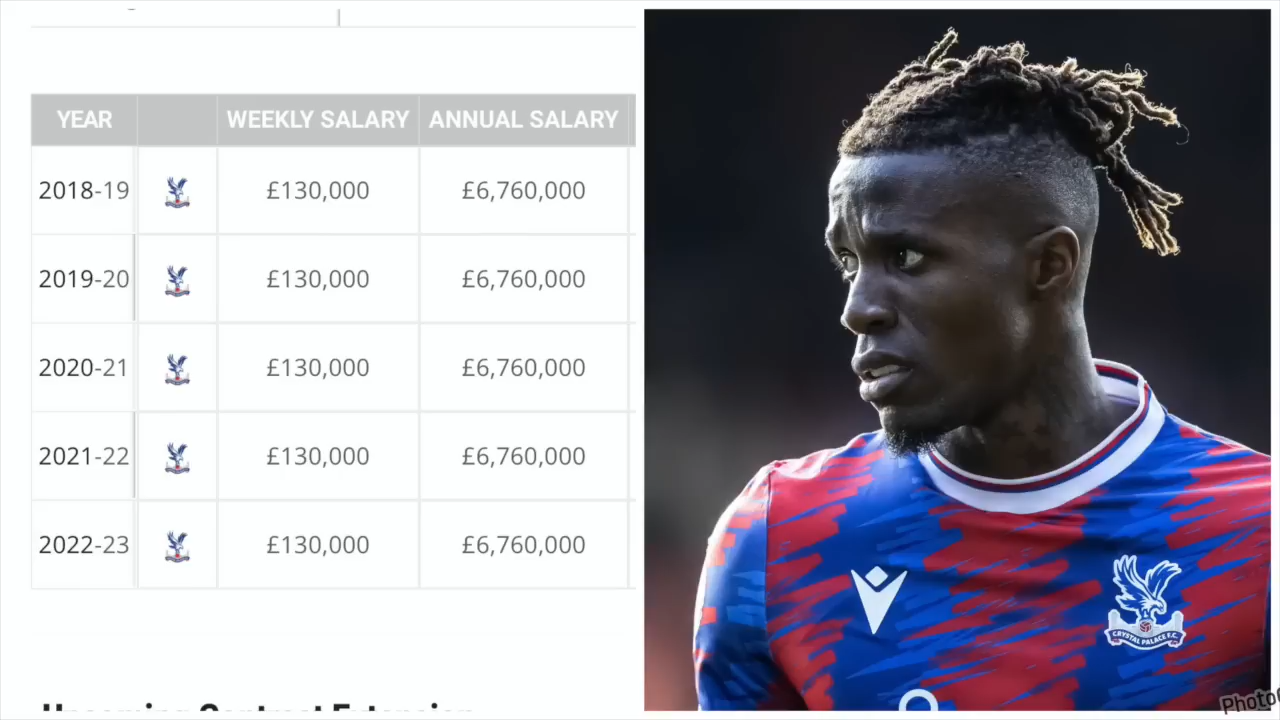 YEAR WEEKLY SALARY ANNUAL SALARY
2018-19 £130,000 £6,760,000
2019-20 £130,000 £6,760,000
2020-21 £130,000 £6,760,000
2021-22 £130,000 £6,760,000
2022-23 £130,000 £6,760,000
CRYSTAL PALACE F.C.